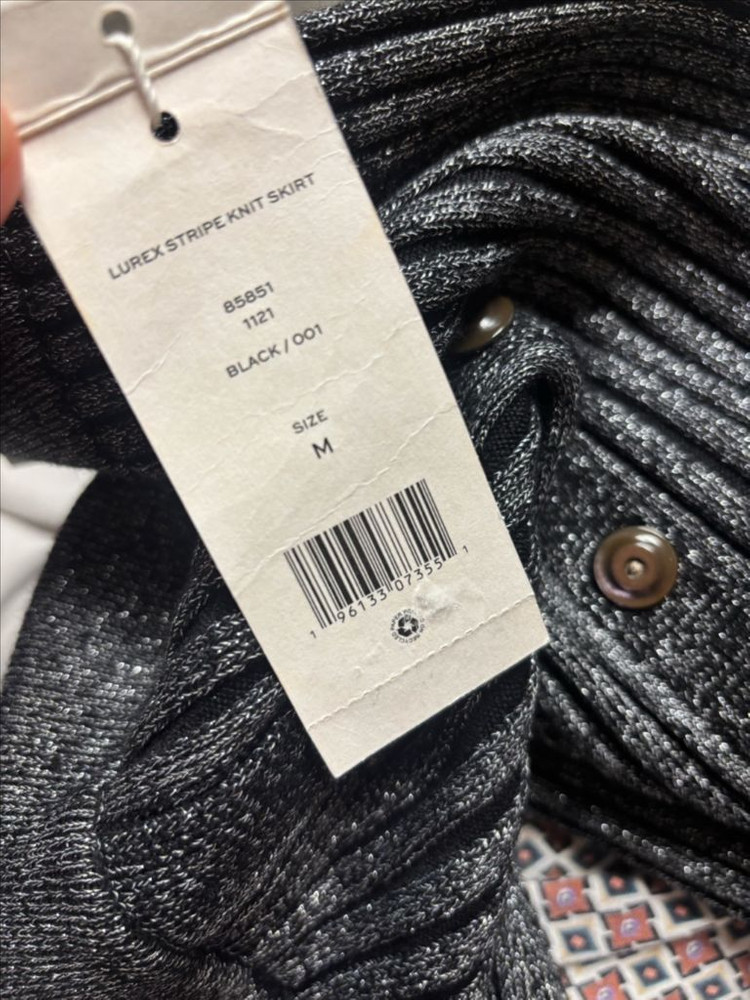 LUREX STRIPE KNIT SKIRT
85851
1121
BLACK / 001
SIZE
M
1 96133 07355 1